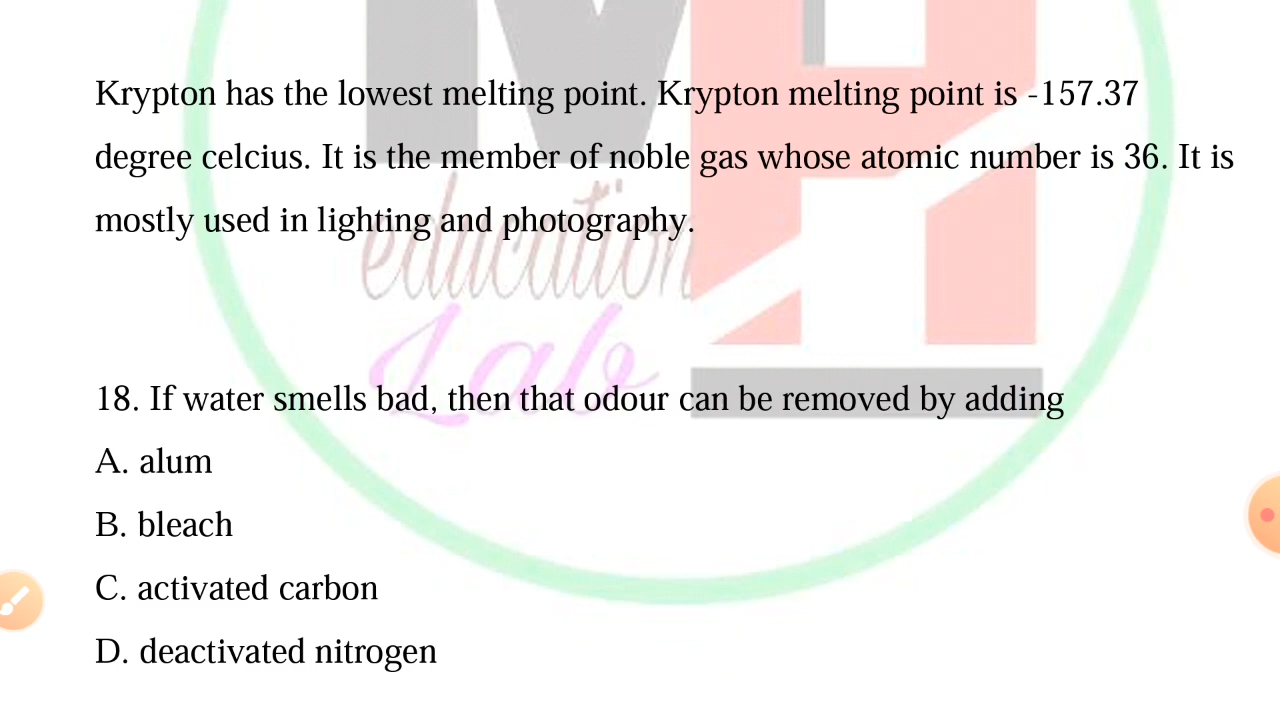 Krypton has the lowest melting point. Krypton melting point is -157.37
degree celcius. It is the member of noble gas whose atomic number is 36. It is
mostly used in lighting and photography.
education
Lab
18. If water smells bad, then that odour can be removed by adding
A. alum
B. bleach
C. activated carbon
D. deactivated nitrogen